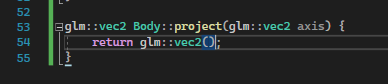 52
53 glm::vec2 Body::project(glm::vec2 axis) {
54 return glm::vec2();
55 }